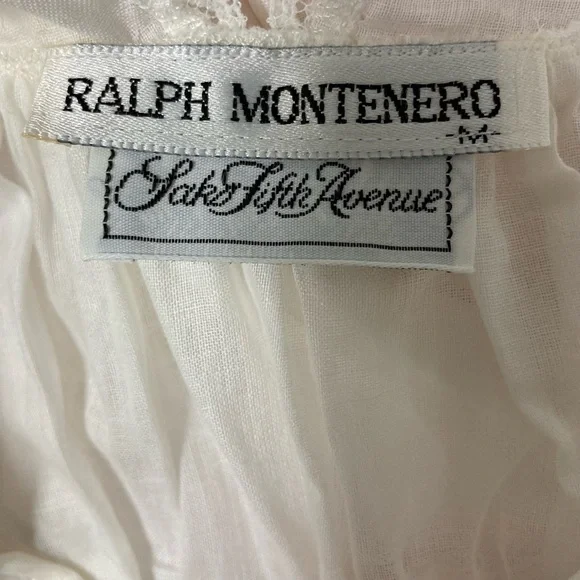 RALPH MONTENERO
-M-
Saks Fifth Avenue